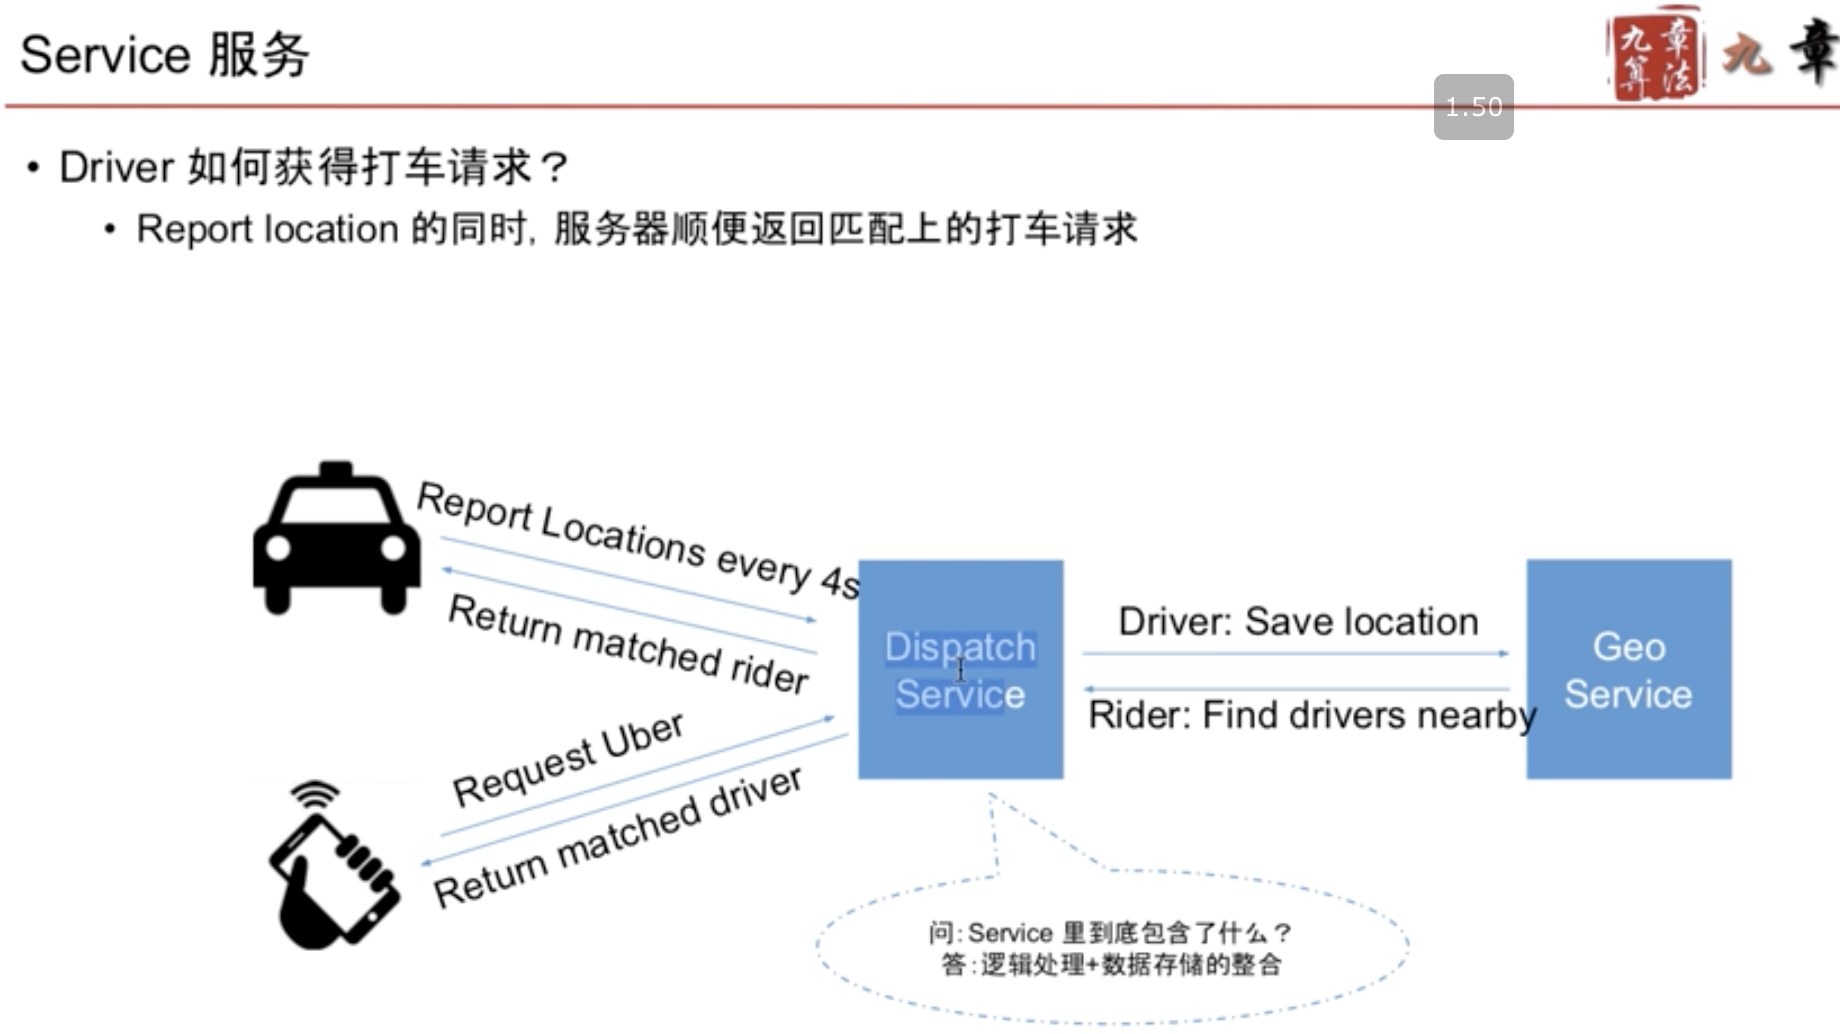 Service 服务
九章
算法
九章
1.50
• Driver 如何获得打车请求？
• Report location 的同时, 服务器顺便返回匹配上的打车请求
Report Locations every 4s
Return matched rider
Request Uber
Return matched driver
Dispatch
Service
Driver: Save location
Rider: Find drivers nearby
Geo
Service
问: Service 里到底包含了什么？
答: 逻辑处理+数据存储的整合